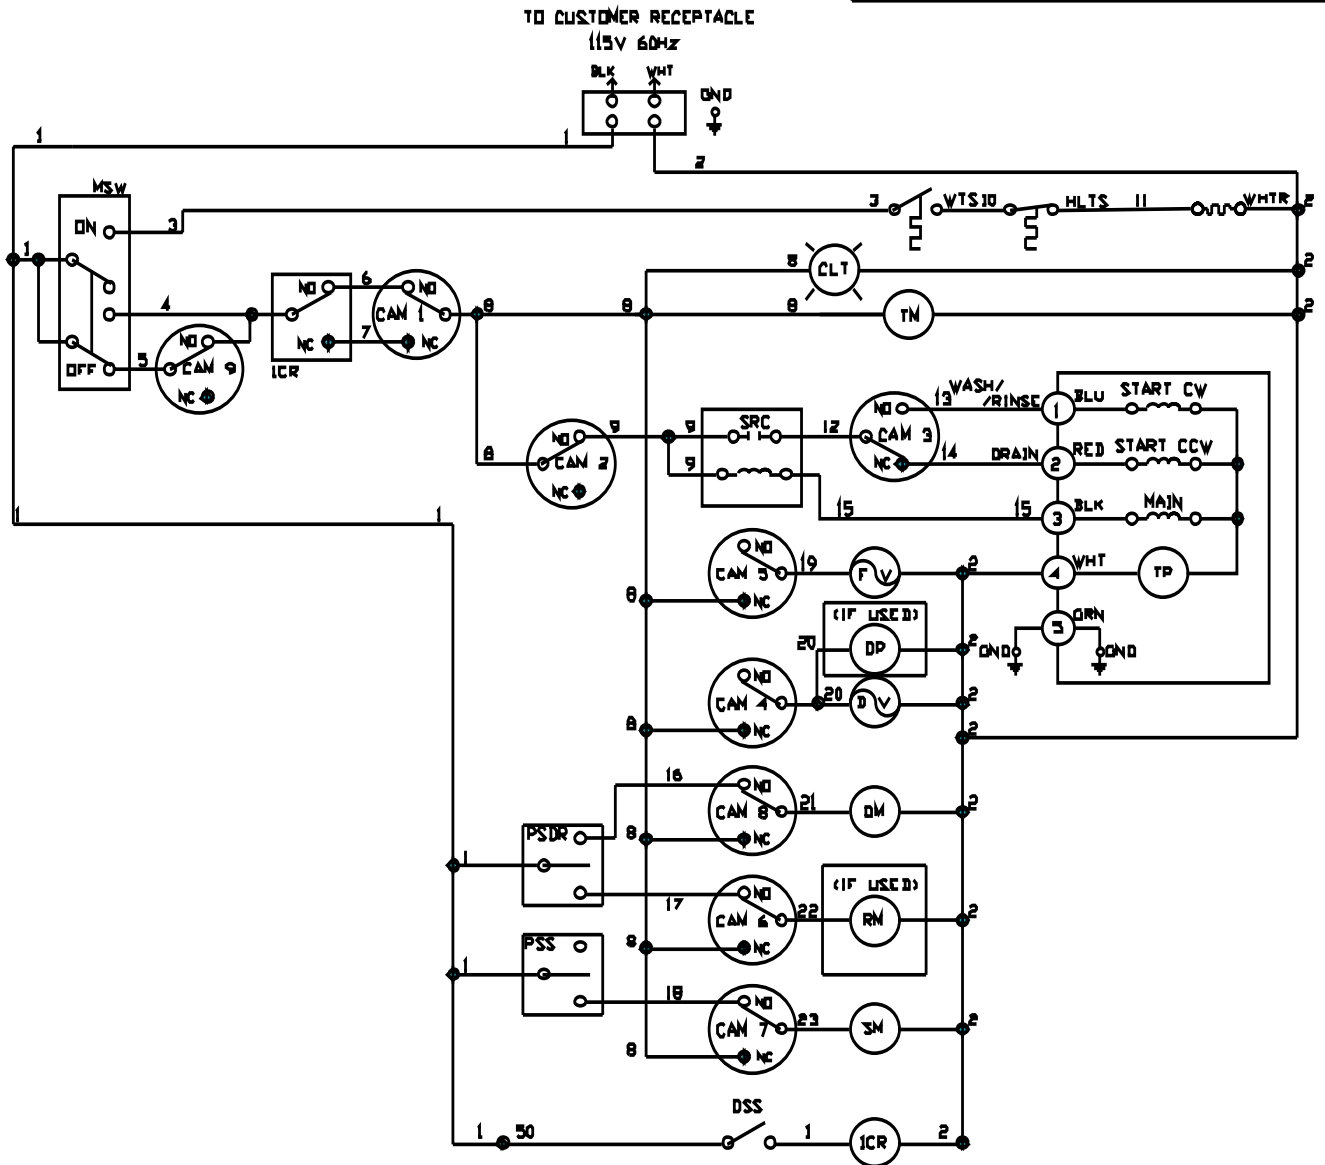 TO CUSTOMER RECEPTACLE
115V 60Hz
BLK WHT
GND
1 1
2
MSW
ON 3
3 WTS10 HLTS 11 WHTR 2
1
8 CLT 2
4
NO 6 NO
CAM 1
NC 7 NC
1CR
8 8 8 TM 2
OFF 5
NO
CAM 9
NC
8
NO
CAM 2
NC
9 9 SRC 12
9
15 15
NO 13 WASH/
/RINSE
CAM 3
NC 14 DRAIN
1 BLU START CW
2 RED START CCW
3 BLK MAIN
4 WHT TP
5 GRN
GND GND
1 1
NO 19 F V 2
CAM 5
8 NC
(IF USED)
20 DP 2
NO
CAM 4 20 D V 2
8 NC 2
16 NO
CAM 8 21 DM 2
8 NC
PSDR
1
17 NO
CAM 6 22
8 NC
(IF USED)
RM 2
PSS
1
18 NO
CAM 7 23 SM 2
8 NC
DSS
1 50 1 1CR 2